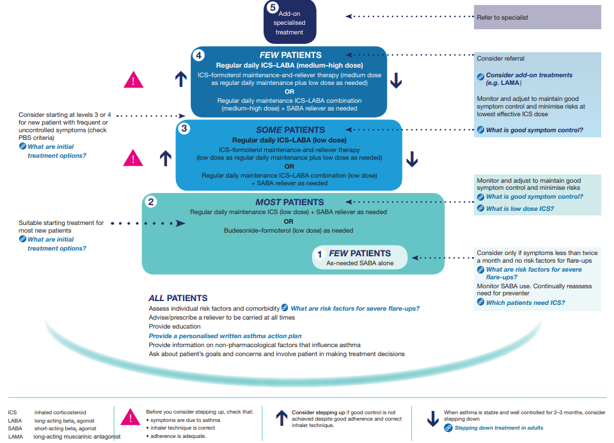 5
Add-on
specialised
treatment
Refer to specialist
4
FEW PATIENTS
Regular daily ICS–LABA (medium–high dose)
ICS–formoterol maintenance-and-reliever therapy (medium dose
as regular daily maintenance plus low dose as needed)
OR
Regular daily maintenance ICS–LABA combination
(medium–high dose) + SABA reliever as needed
Consider referral
Consider add-on treatments
(e.g. LAMA)
Monitor and adjust to maintain good
symptom control and minimise risks at
lowest effective ICS dose
What is good symptom control?
Consider starting at levels 3 or 4
for new patient with frequent or
uncontrolled symptoms (check
PBS criteria)
What are initial
treatment options?
3
SOME PATIENTS
Regular daily ICS–LABA (low dose)
ICS–formoterol maintenance-and-reliever therapy
(low dose as regular daily maintenance plus low dose as needed)
OR
Regular daily maintenance ICS–LABA combination (low dose)
+ SABA reliever as needed
2
MOST PATIENTS
Regular daily maintenance ICS (low dose) + SABA reliever as needed
OR
Budesonide–formoterol (low dose) as needed
Monitor and adjust to maintain good
symptom control and minimise risks
What is good symptom control?
What is low dose ICS?
Suitable starting treatment for
most new patients
What are initial
treatment options?
1
FEW PATIENTS
As-needed SABA alone
Consider only if symptoms less than twice
a month and no risk factors for flare-ups
What are risk factors for severe
flare-ups?
Monitor SABA use. Continually reassess
need for preventer
Which patients need ICS?
ALL PATIENTS
Assess individual risk factors and comorbidity What are risk factors for severe flare-ups?
Advise/prescribe a reliever to be carried at all times
Provide education
Provide a personalised written asthma action plan
Provide information on non-pharmacological factors that influence asthma
Ask about patient's goals and concerns and involve patient in making treatment decisions
ICS inhaled corticosteroid
LABA long-acting beta2 agonist
SABA short-acting beta2 agonist
LAMA long-acting muscarinic antagonist
Before you consider stepping up, check that:
• symptoms are due to asthma
• inhaler technique is correct
• adherence is adequate.
Consider stepping up if good control is not
achieved despite good adherence and correct
inhaler technique.
When asthma is stable and well controlled for 2–3 months, consider
stepping down
Stepping down treatment in adults